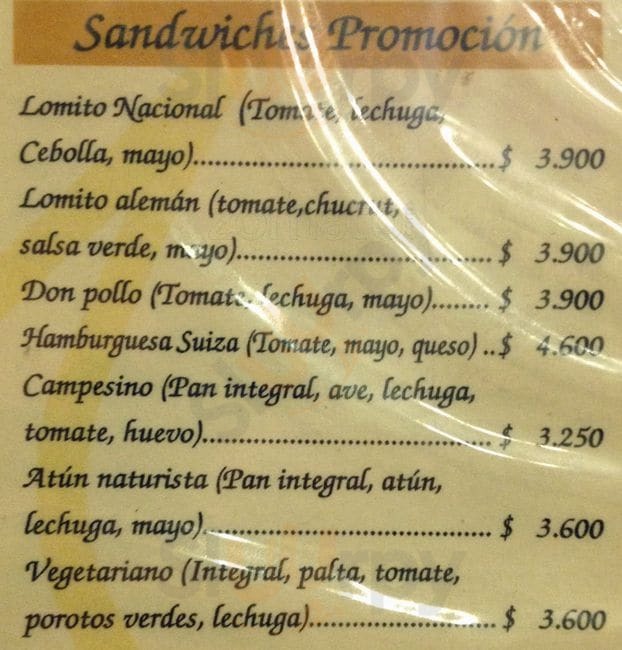 Sandwiches Promoción
Lomito Nacional (Tomate, lechuga,
Cebolla, mayo)..................................$ 3.900
Lomito alemán (tomate,chucrut,
salsa verde, mayo)............................. $ 3.900
Don pollo (Tomate, lechuga, mayo)........ $ 3.900
Hamburguesa Suiza (Tomate, mayo, queso) ..$ 4.600
Campesino (Pan integral, ave, lechuga,
tomate, huevo)................................. $ 3.250
Atún naturista (Pan integral, atún,
lechuga, mayo)................................. $ 3.600
Vegetariano (Integral, palta, tomate,
porotos verdes, lechuga)..................... $ 3.600